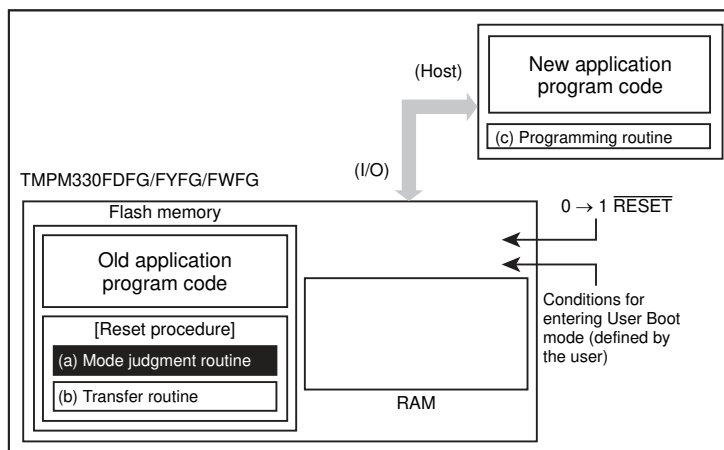 (Host)
New application
program code
(c) Programming routine
(I/O)
TMPM330FDFG/FYFG/FWFG
Flash memory
0 → 1 RESET
Old application
program code
[Reset procedure]
(a) Mode judgment routine
(b) Transfer routine
RAM
Conditions for
entering User Boot
mode (defined by
the user)